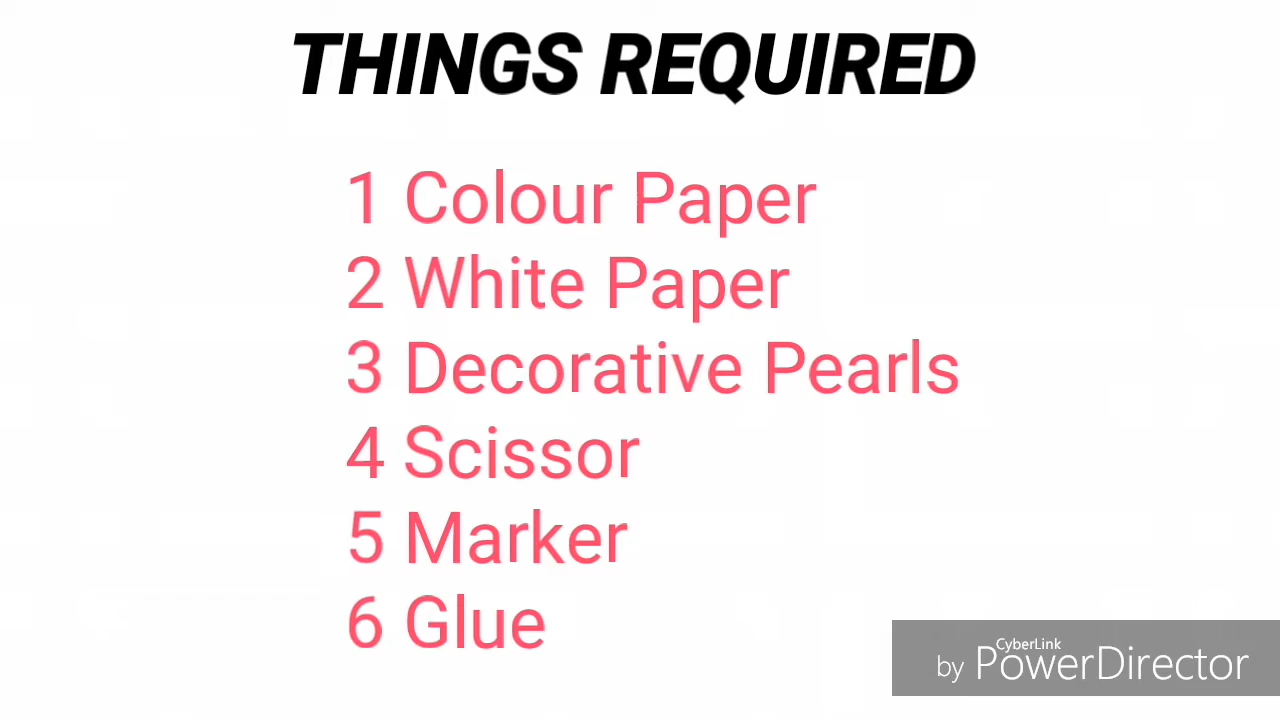 THINGS REQUIRED
1 Colour Paper
2 White Paper
3 Decorative Pearls
4 Scissor
5 Marker
6 Glue
CyberLink
by PowerDirector